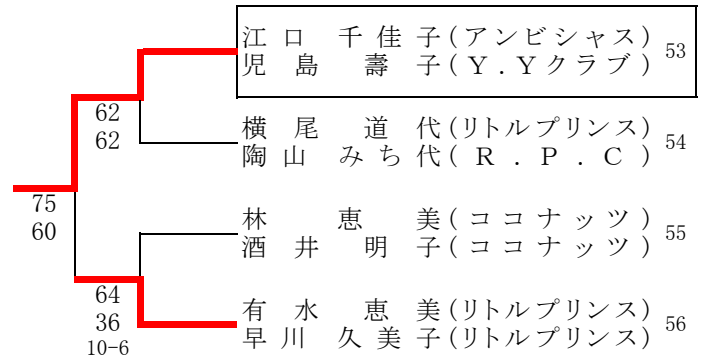 江口 千佳子(アンビシャス) 53
児島 壽子(Y.Yクラブ)
62
62
横尾 道代(リトルプリンス) 54
陶山 みち代(R.P.C)
75
60
林 恵美(ココナッツ) 55
酒井 明子(ココナッツ)
64
36
10-6
有水 恵美(リトルプリンス) 56
早川 久美子(リトルプリンス)